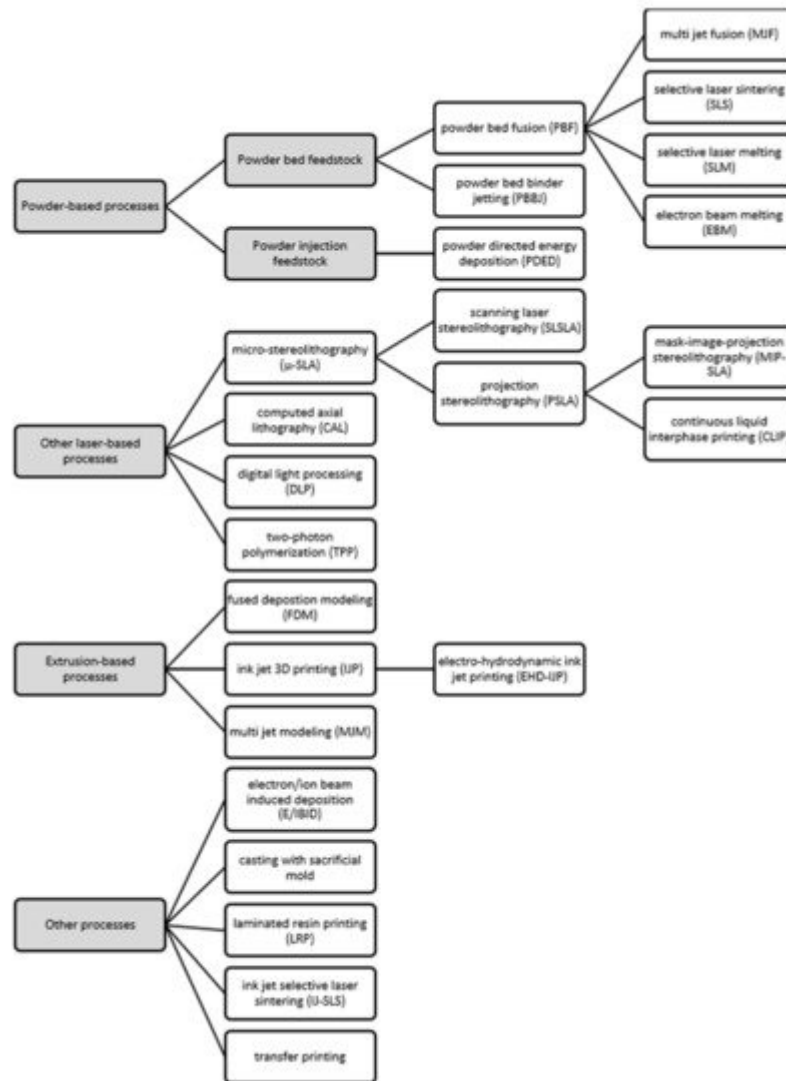 multi jet fusion (MJF)
selective laser sintering
(SLS)
powder bed fusion (PBF)
Powder bed feedstock
selective laser melting
(SLM)
Powder-based processes
powder bed binder
jetting (PBBJ)
electron beam melting
(EBM)
Powder injection
feedstock
powder directed energy
deposition (PDED)
scanning laser
stereolithography (SLSLA)
micro-stereolithography
(µ-SLA)
mask-image-projection
stereolithography (MIP-
SLA)
projection
stereolithography (PSLA)
computed axial
lithography (CAL)
continuous liquid
interphase printing (CLIP)
Other laser-based
processes
digital light processing
(DLP)
two-photon
polymerization (TPP)
fused depostion modeling
(FDM)
Extrusion-based
processes
ink jet 3D printing (IJP)
electro-hydrodynamic ink
jet printing (EHD-IJP)
multi jet modeling (MJM)
electron/ion beam
induced deposition
(E/IBID)
casting with sacrificial
mold
Other processes
laminated resin printing
(LRP)
ink jet selective laser
sintering (IJ-SLS)
transfer printing